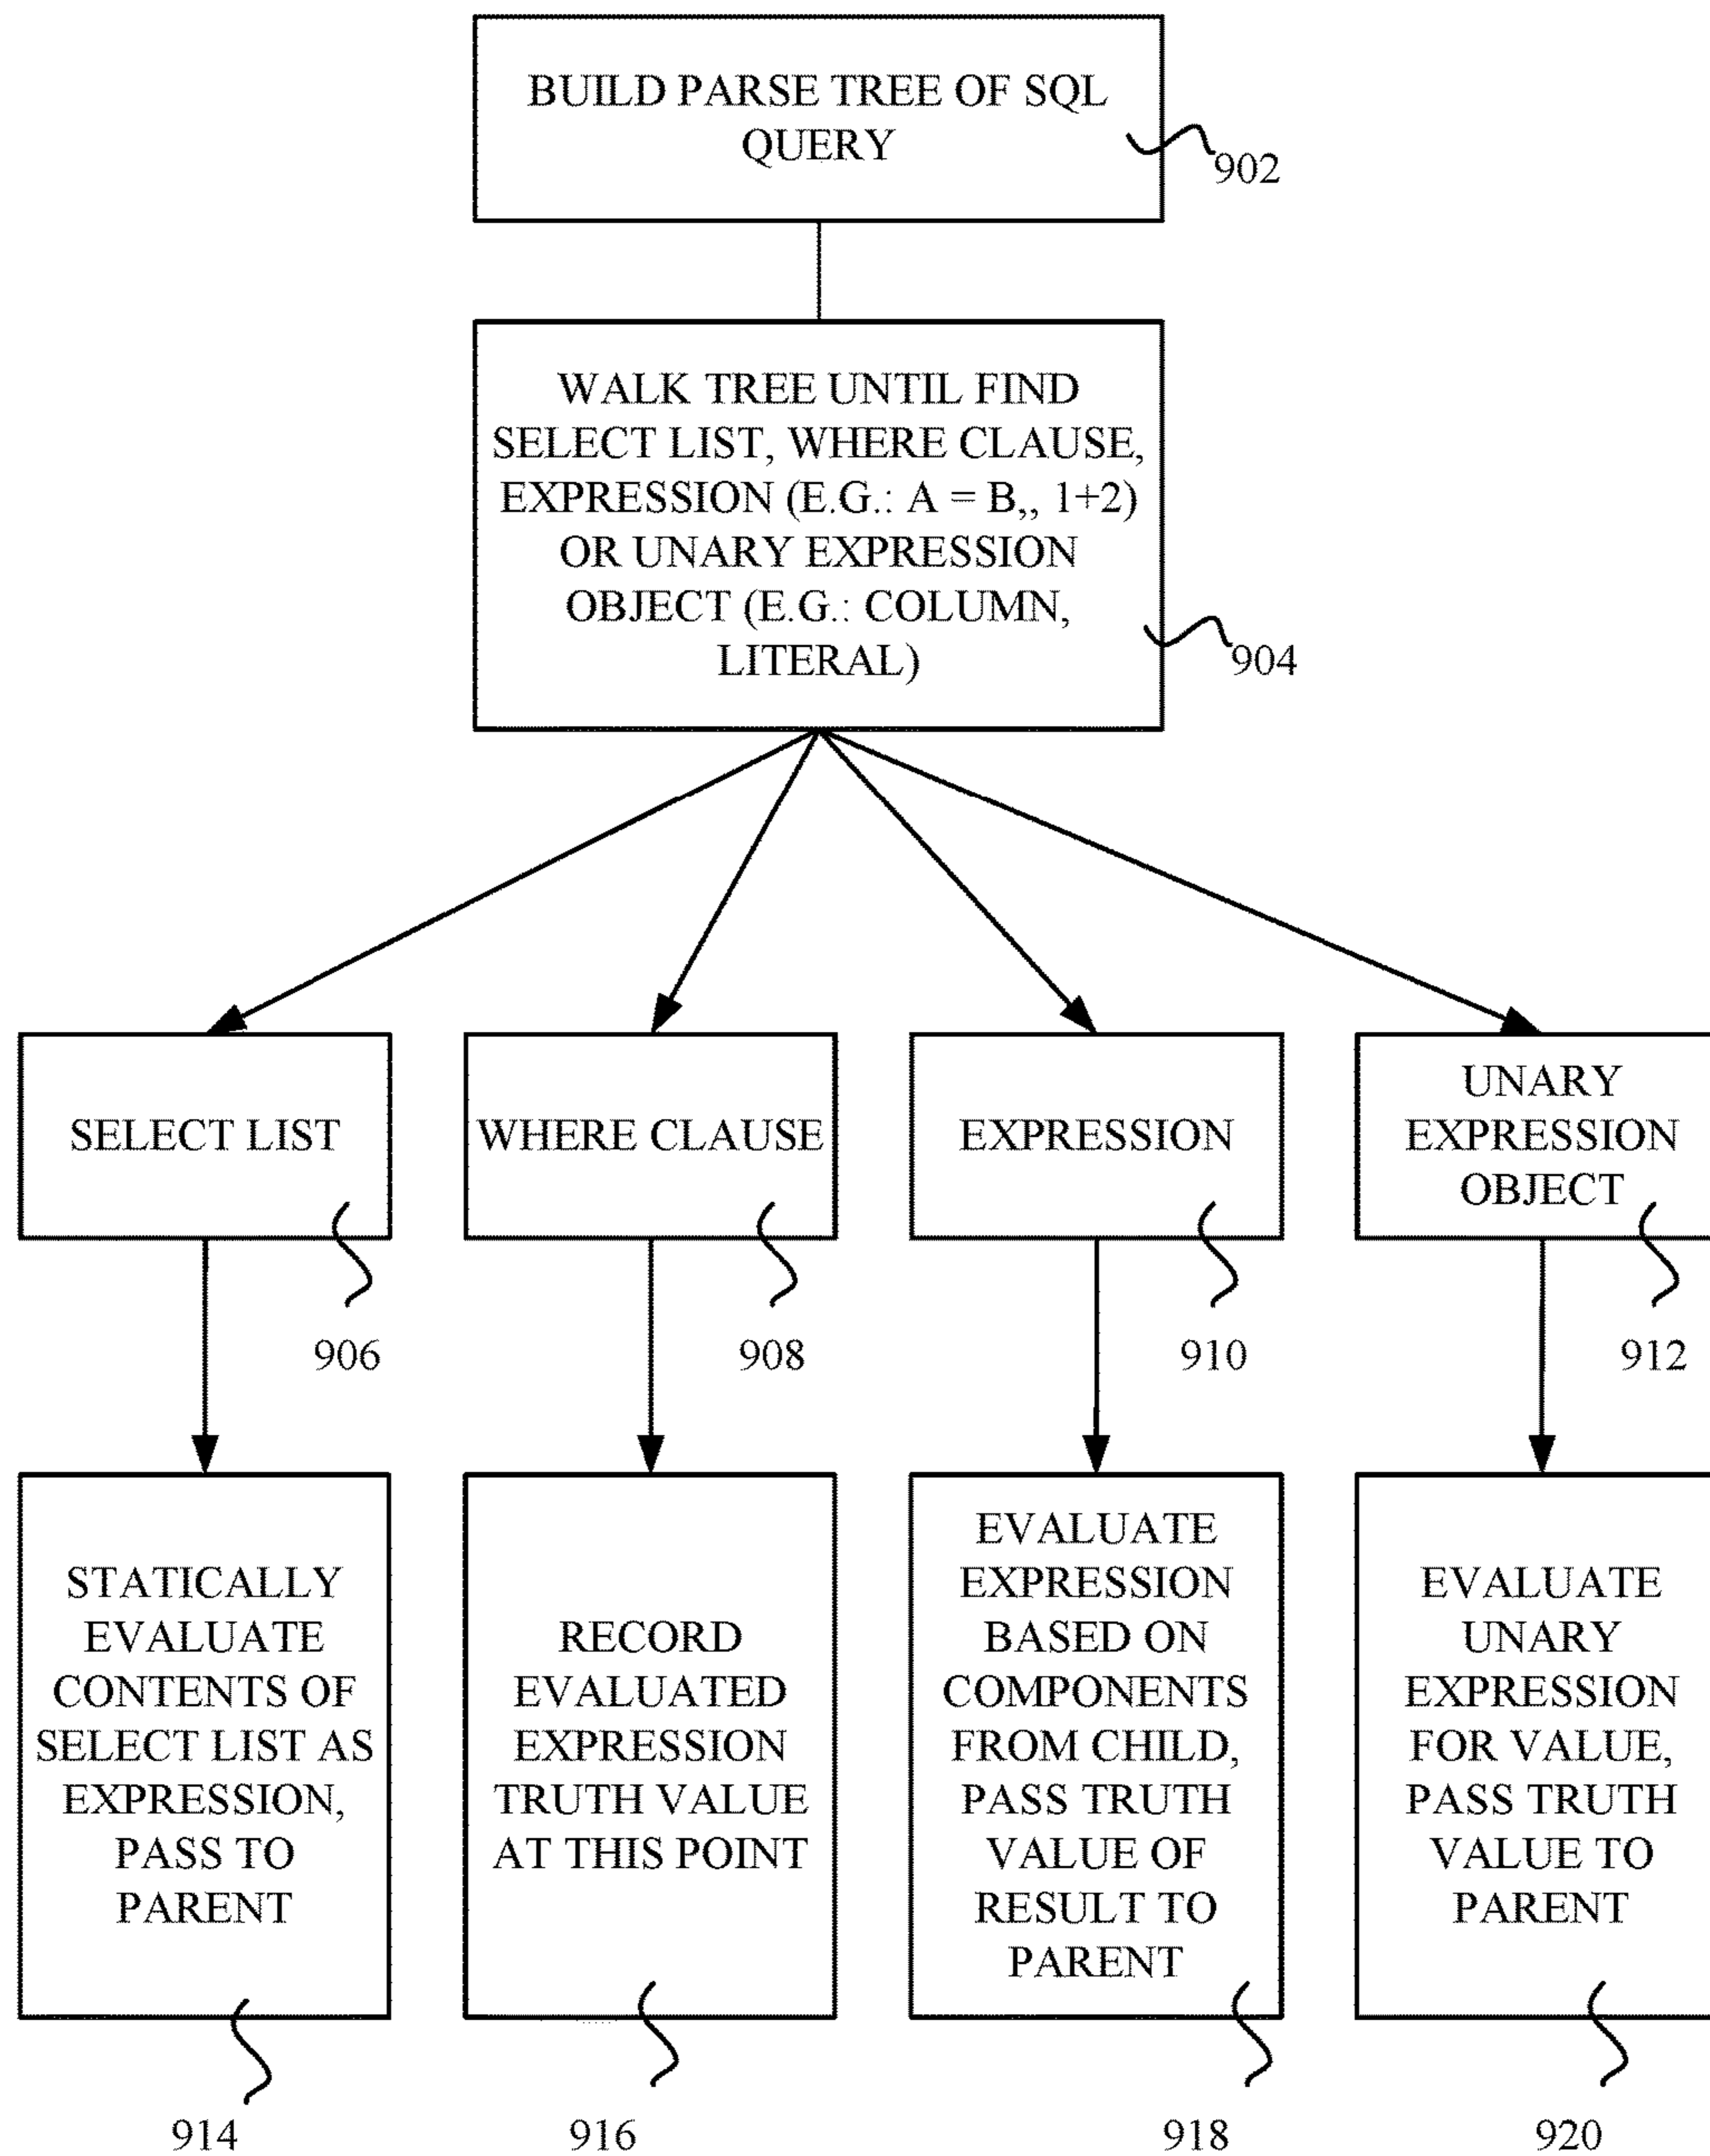 BUILD PARSE TREE OF SQL
QUERY
902
WALK TREE UNTIL FIND
SELECT LIST, WHERE CLAUSE,
EXPRESSION (E.G.: A = B,, 1+2)
OR UNARY EXPRESSION
OBJECT (E.G.: COLUMN,
LITERAL)
904
SELECT LIST
906
WHERE CLAUSE
908
EXPRESSION
910
UNARY
EXPRESSION
OBJECT
912
STATICALLY
EVALUATE
CONTENTS OF
SELECT LIST AS
EXPRESSION,
PASS TO
PARENT
914
RECORD
EVALUATED
EXPRESSION
TRUTH VALUE
AT THIS POINT
916
EVALUATE
EXPRESSION
BASED ON
COMPONENTS
FROM CHILD,
PASS TRUTH
VALUE OF
RESULT TO
PARENT
918
EVALUATE
UNARY
EXPRESSION
FOR VALUE,
PASS TRUTH
VALUE TO
PARENT
920